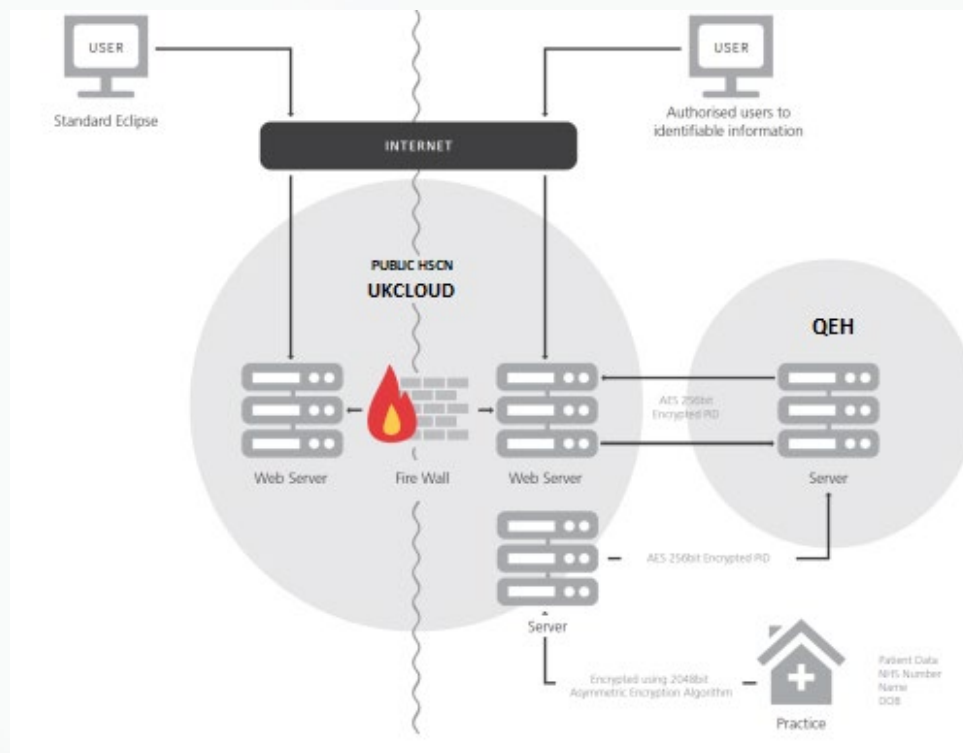 USER
USER
Standard Eclipse
Authorised users to
identifiable information
INTERNET
PUBLIC HSCN
UKCLOUD
QEH
AES 256bit
Encrypted PID
Web Server
Fire Wall
Web Server
Server
AES 256bit Encrypted PID
Server
Encrypted using 2048bit
Asymmetric Encryption Algorithm
Patient Data
NHS Number
Name
DOB
Practice